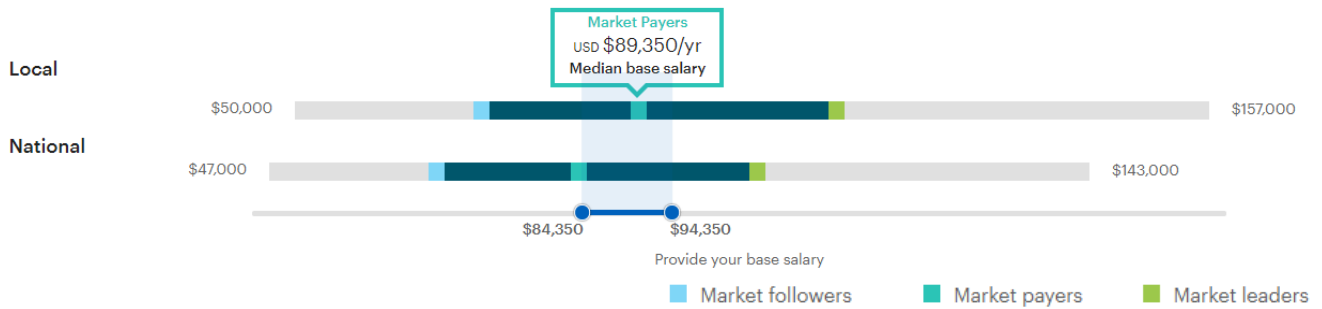 Market Payers
USD $89,350/yr
Median base salary
Local
$50,000
$157,000
National
$47,000
$143,000
$84,350
$94,350
Provide your base salary
Market followers
Market payers
Market leaders